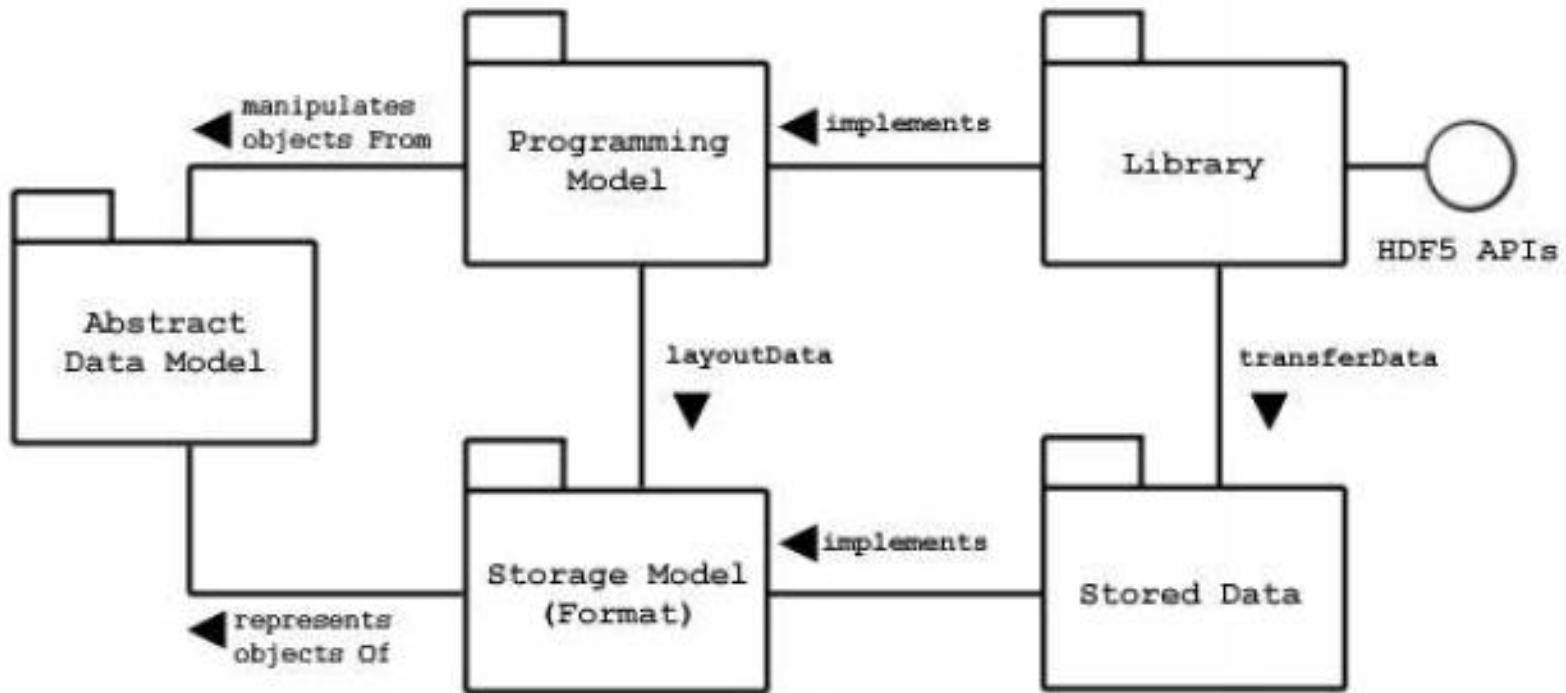 manipulates
objects From
Programming
Model
implements
Library
HDF5 APIs
Abstract
Data Model
layoutData
transferData
Storage Model
(Format)
implements
Stored Data
represents
objects Of